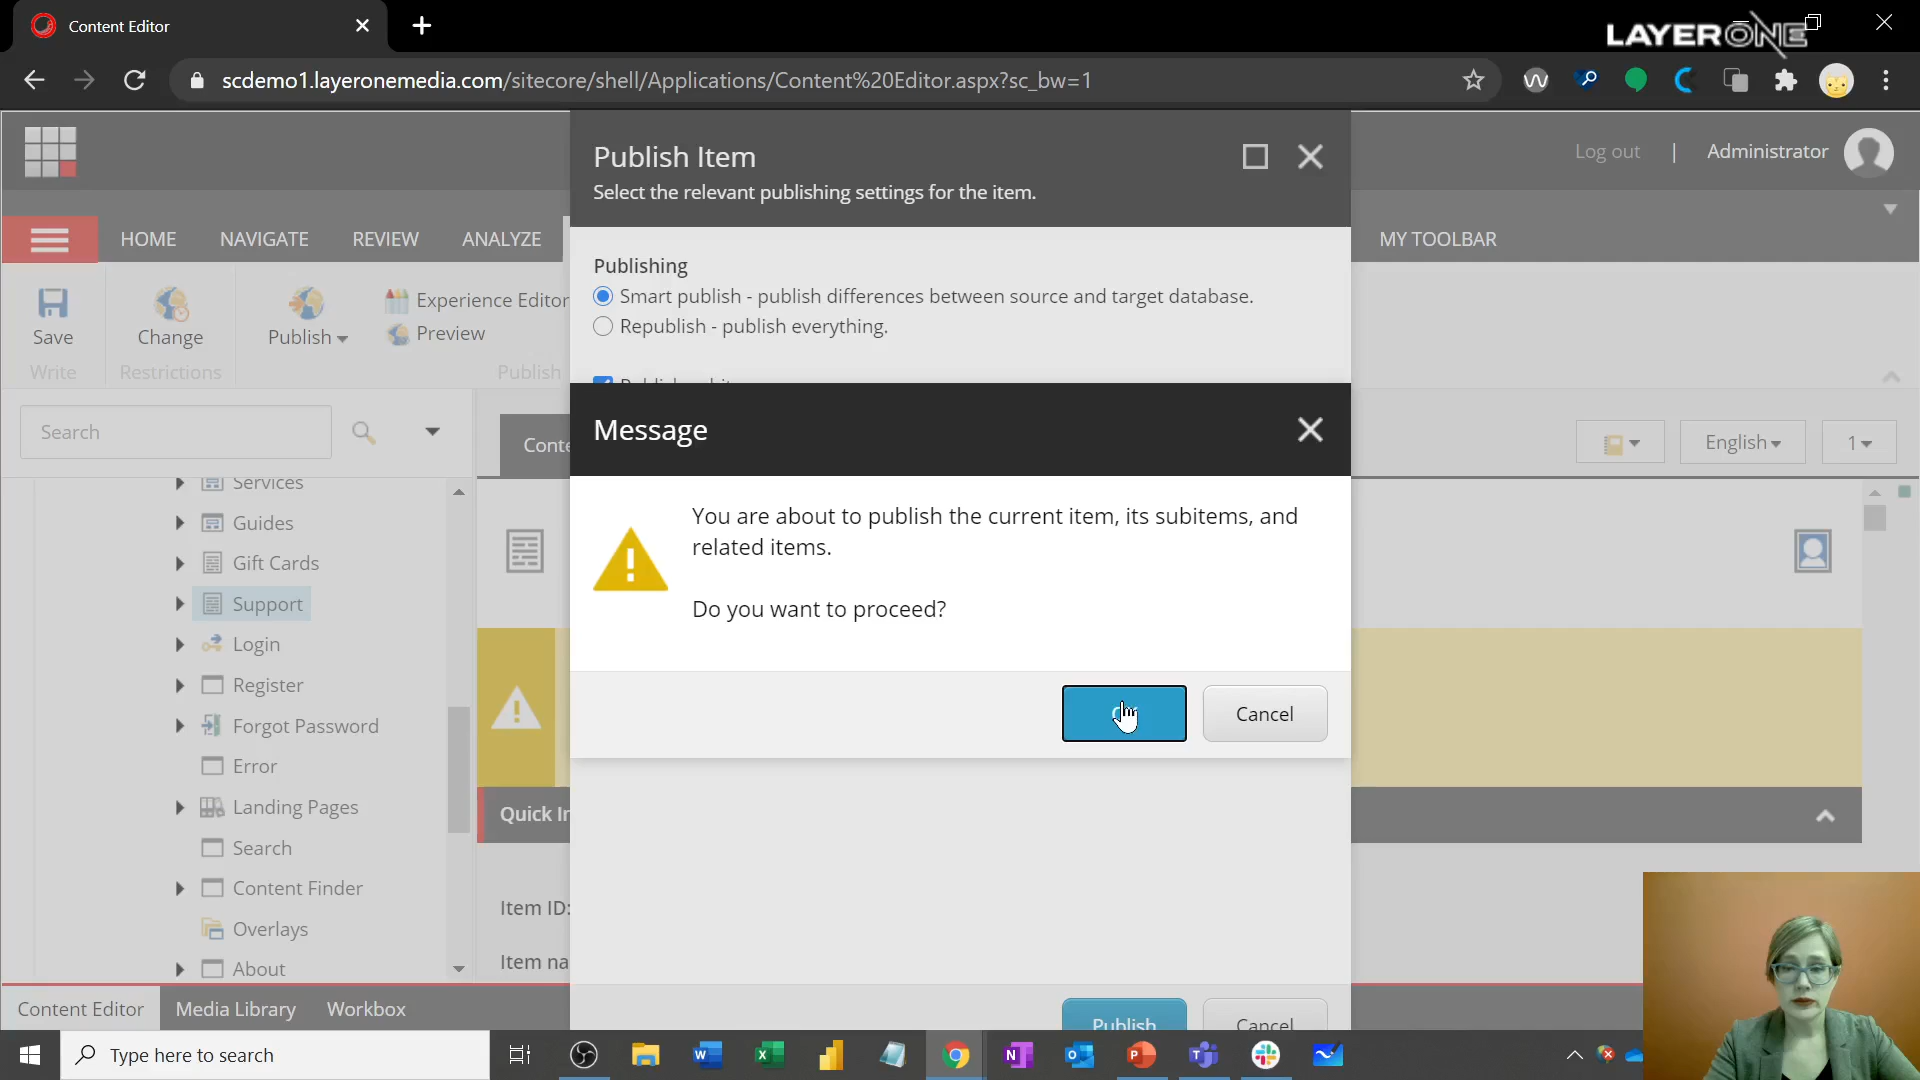 Content Editor
LAYERONE
scdemo1.layeronemedia.com/sitecore/shell/Applications/Content%20Editor.aspx?sc_bw=1
Publish Item
Select the relevant publishing settings for the item.
Log out | Administrator
HOME NAVIGATE REVIEW ANALYZE MY TOOLBAR
Publishing
Smart publish - publish differences between source and target database.
Republish - publish everything.
Save
Write
Change
Restrictions
Publish
Experience Editor
Preview
Publish
Search
English
1
Message
You are about to publish the current item, its subitems, and
related items.
Do you want to proceed?
Cancel
Services
Guides
Gift Cards
Support
Login
Register
Forgot Password
Error
Landing Pages
Search
Content Finder
Overlays
About
Item ID:
Publish Cancel
Content Editor Media Library Workbox
Type here to search